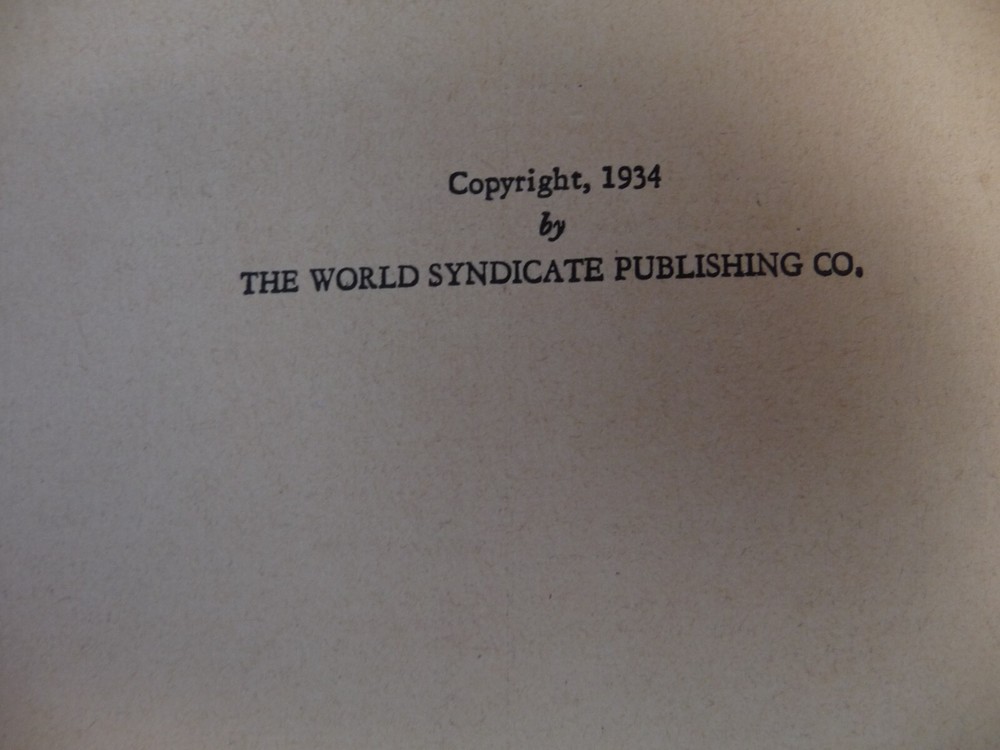 Copyright, 1934
by
THE WORLD SYNDICATE PUBLISHING CO.